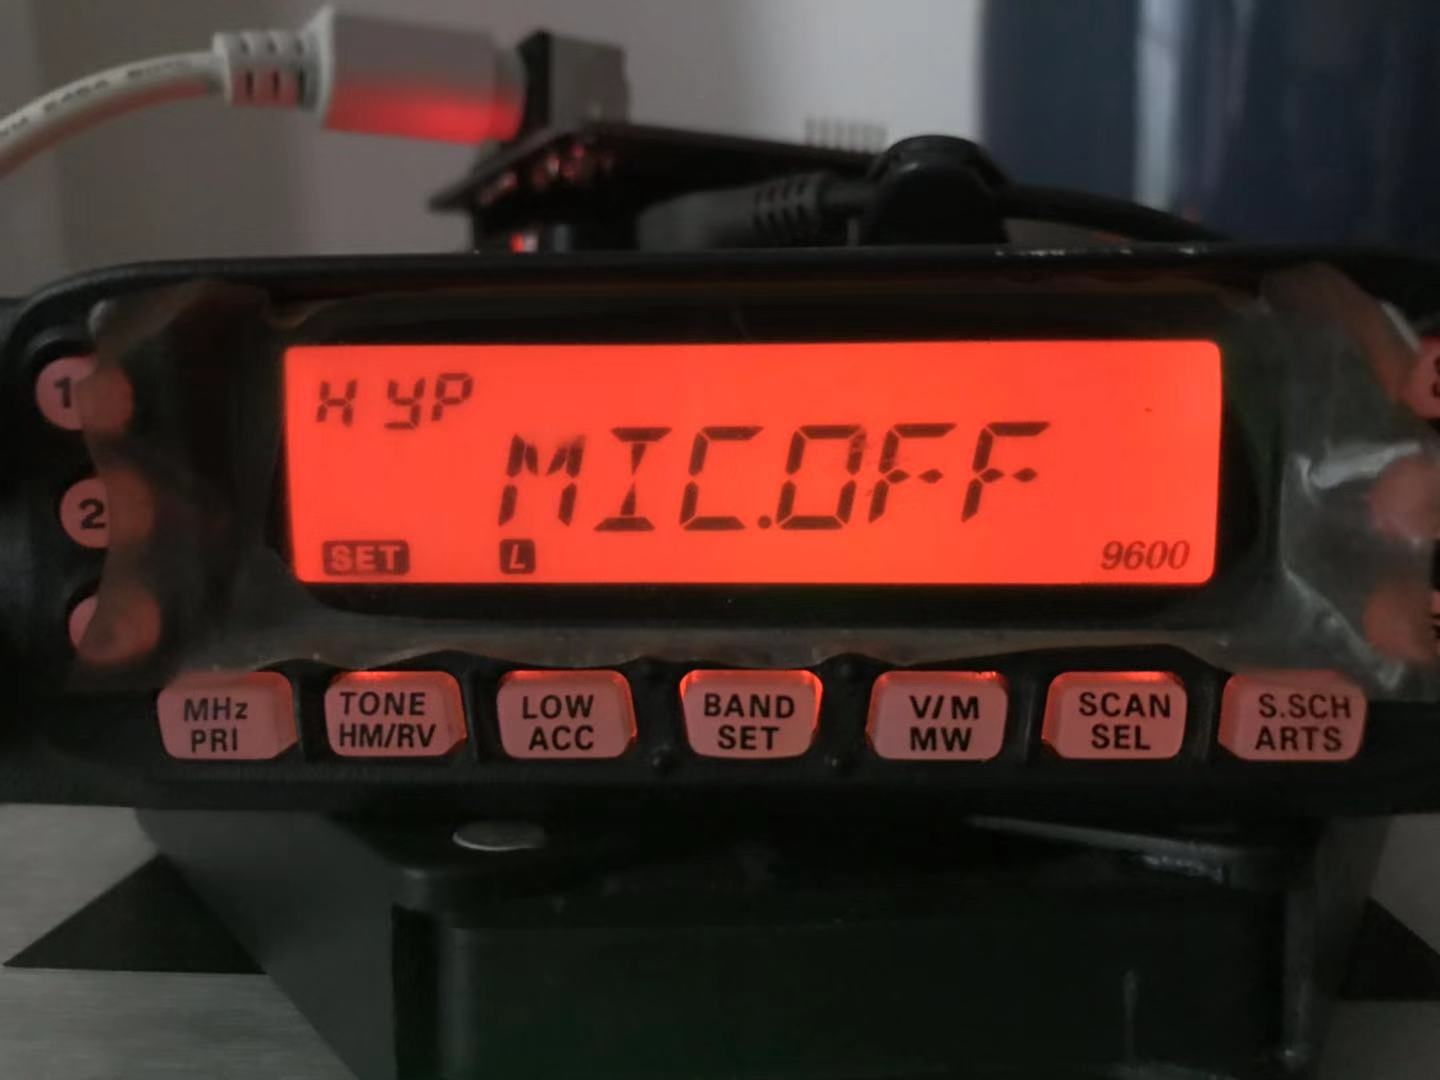 1
2
HYP
MIC.OFF
SET L 9600
MHz
PRI
TONE
HM/RV
LOW
ACC
BAND
SET
V/M
MW
SCAN
SEL
S.SCH
ARTS